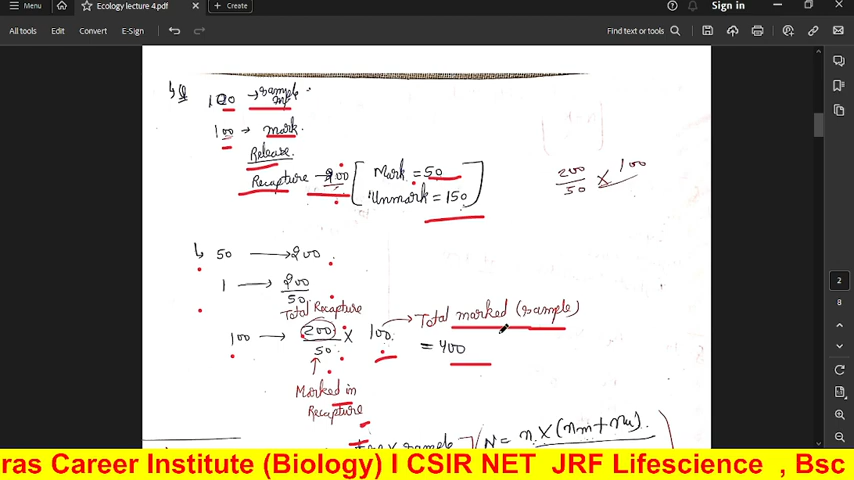 Menu
Ecology lecture 4.pdf
Create
Sign in
All tools Edit Convert E-Sign
Find text or tools
100 → sample
100 → mark
Release
Recapture → 200 [ Mark = 50
Unmark = 150 ]
200/50 × 100
50 → 200
1 → 200/50
Total Recapture
100 → 200/50 × 100 → Total marked (sample)
= 400
Marked in
Recapture
N = n × (nm + nu)
2
8
ras Career Institute (Biology) I CSIR NET JRF Lifescience , Bsc